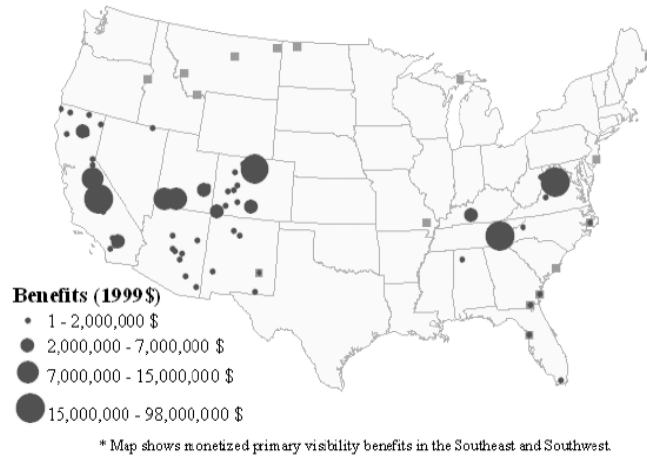 Benefits (1999$)
1 - 2,000,000 $
2,000,000 - 7,000,000 $
7,000,000 - 15,000,000 $
15,000,000 - 98,000,000 $
* Map shows monetized primary visibility benefits in the Southeast and Southwest.